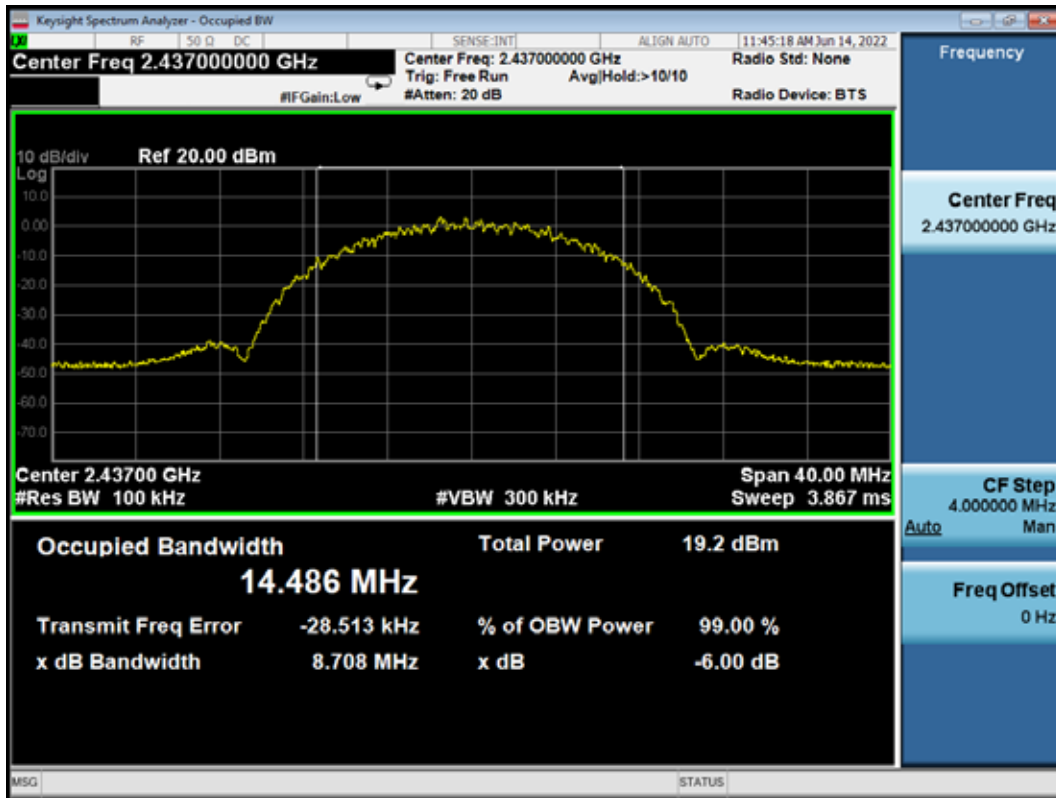 Keysight Spectrum Analyzer - Occupied BW
LXI RF 50 Ω DC SENSE:INT ALIGN AUTO 11:45:18 AM Jun 14, 2022
Center Freq 2.437000000 GHz
Center Freq: 2.437000000 GHz
Radio Std: None
Trig: Free Run Avg|Hold:>10/10
#IFGain:Low
#Atten: 20 dB
Radio Device: BTS
Frequency
10 dB/div Ref 20.00 dBm
Log
10.0
0.00
-10.0
-20.0
-30.0
-40.0
-50.0
-60.0
-70.0
Center 2.43700 GHz
Span 40.00 MHz
#Res BW 100 kHz
#VBW 300 kHz
Sweep 3.867 ms
Center Freq
2.437000000 GHz
CF Step
4.000000 MHz
Auto Man
Freq Offset
0 Hz
Occupied Bandwidth
14.486 MHz
Total Power 19.2 dBm
Transmit Freq Error -28.513 kHz
% of OBW Power 99.00 %
x dB Bandwidth 8.708 MHz
x dB -6.00 dB
MSG
STATUS